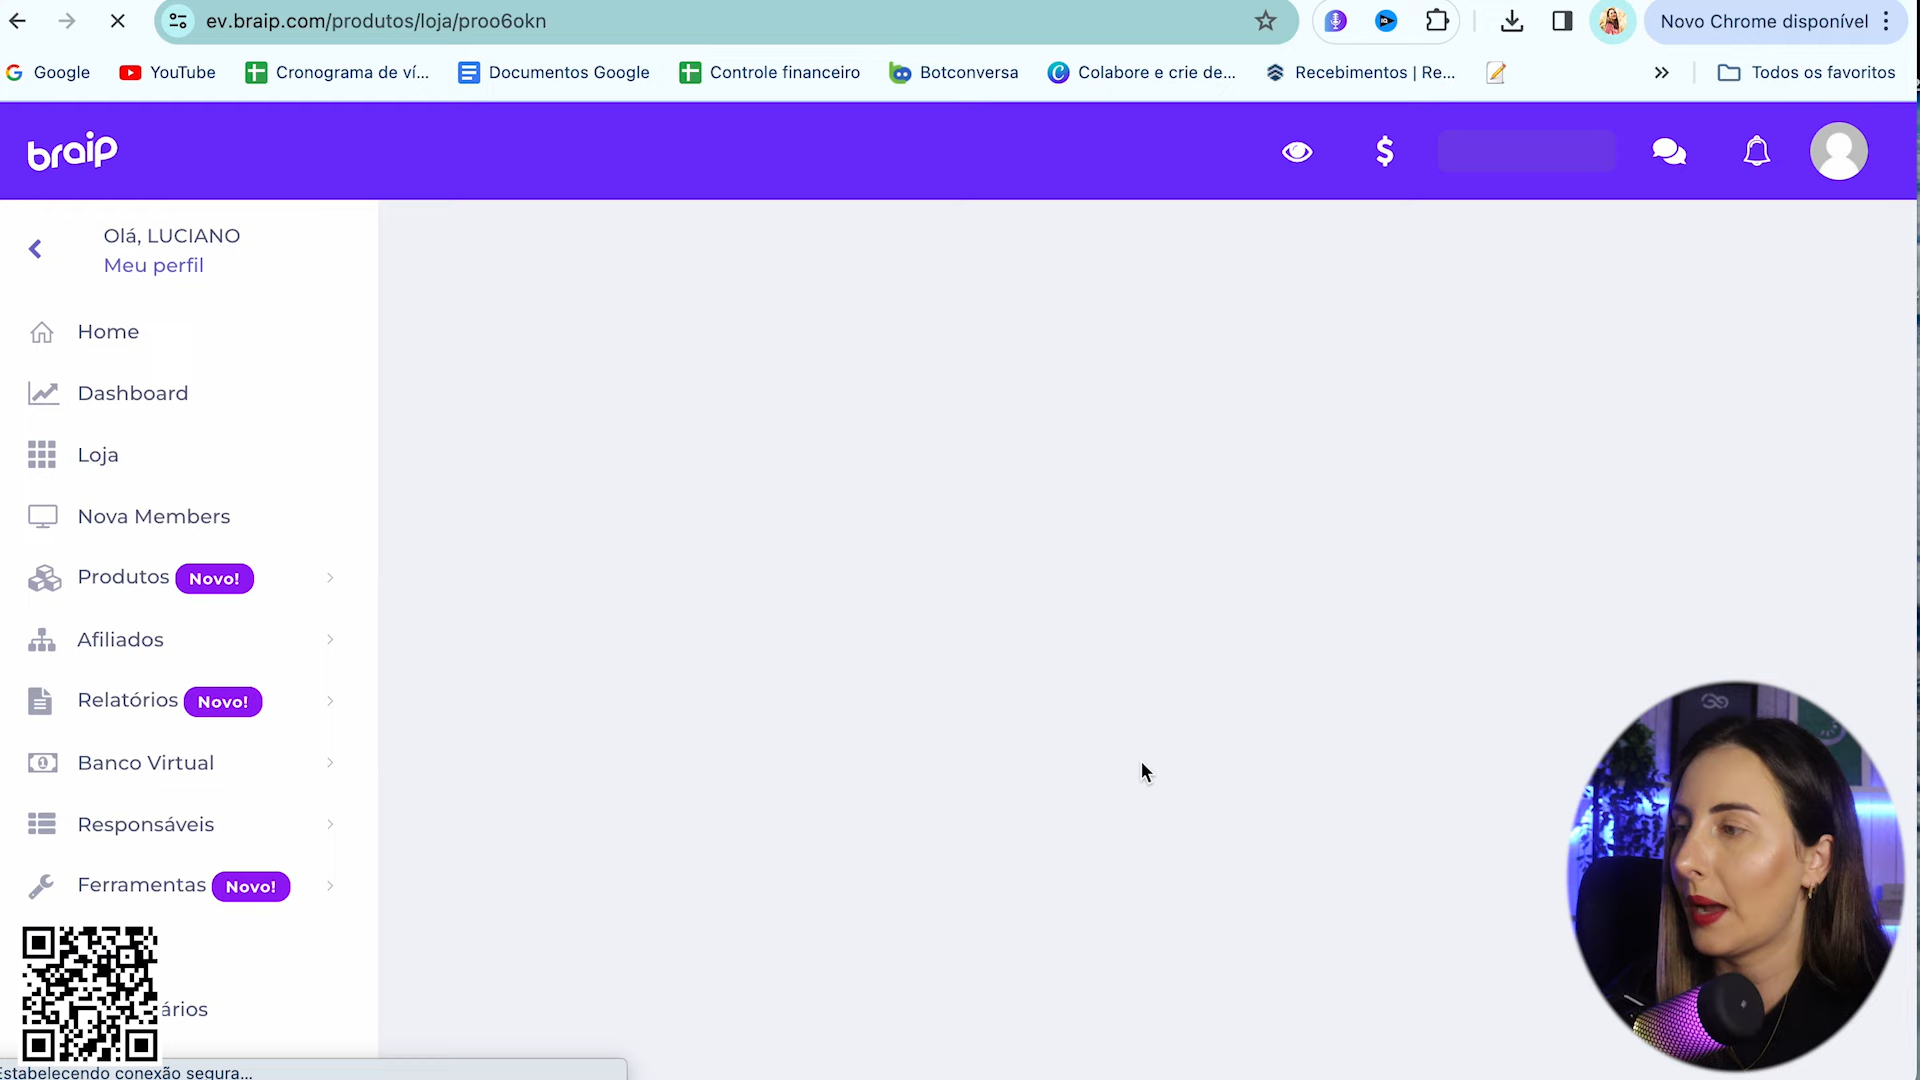 ev.braip.com/produtos/loja/proo6okn
Novo Chrome disponível
Google
YouTube
Cronograma de ví...
Documentos Google
Controle financeiro
Botconversa
Colabore e crie de...
Recebimentos | Re...
Todos os favoritos
braip
Olá, LUCIANO
Meu perfil
Home
Dashboard
Loja
Nova Members
Produtos Novo!
Afiliados
Relatórios Novo!
Banco Virtual
Responsáveis
Ferramentas Novo!
ários
Estabelecendo conexão segura...